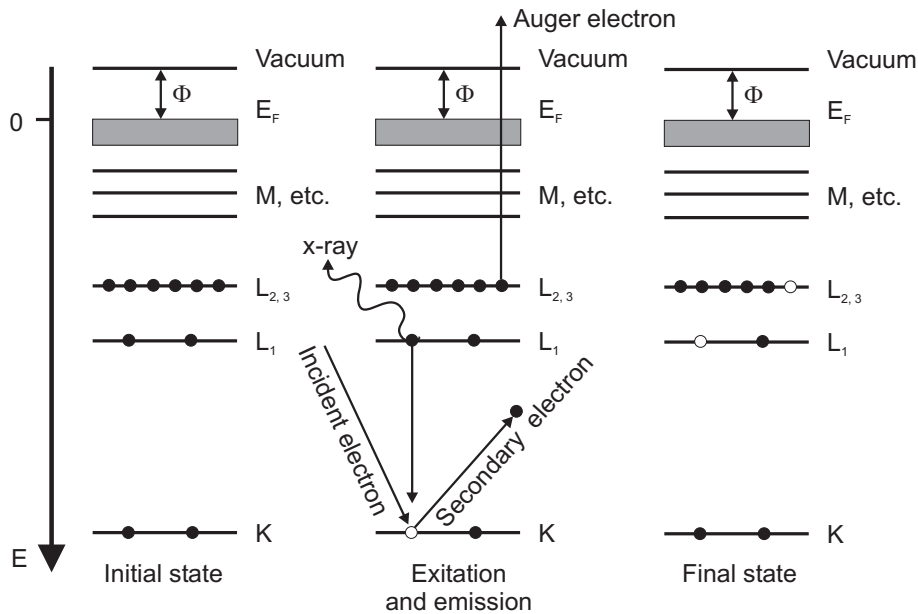 Auger electron
Vacuum
Vacuum
Vacuum
Φ
Φ
Φ
0
E_F
E_F
E_F
M, etc.
M, etc.
M, etc.
x-ray
L_2, 3
L_2, 3
L_2, 3
L_1
L_1
L_1
Incident electron
Secondary electron
K
K
K
E
Initial state
Exitation
and emission
Final state